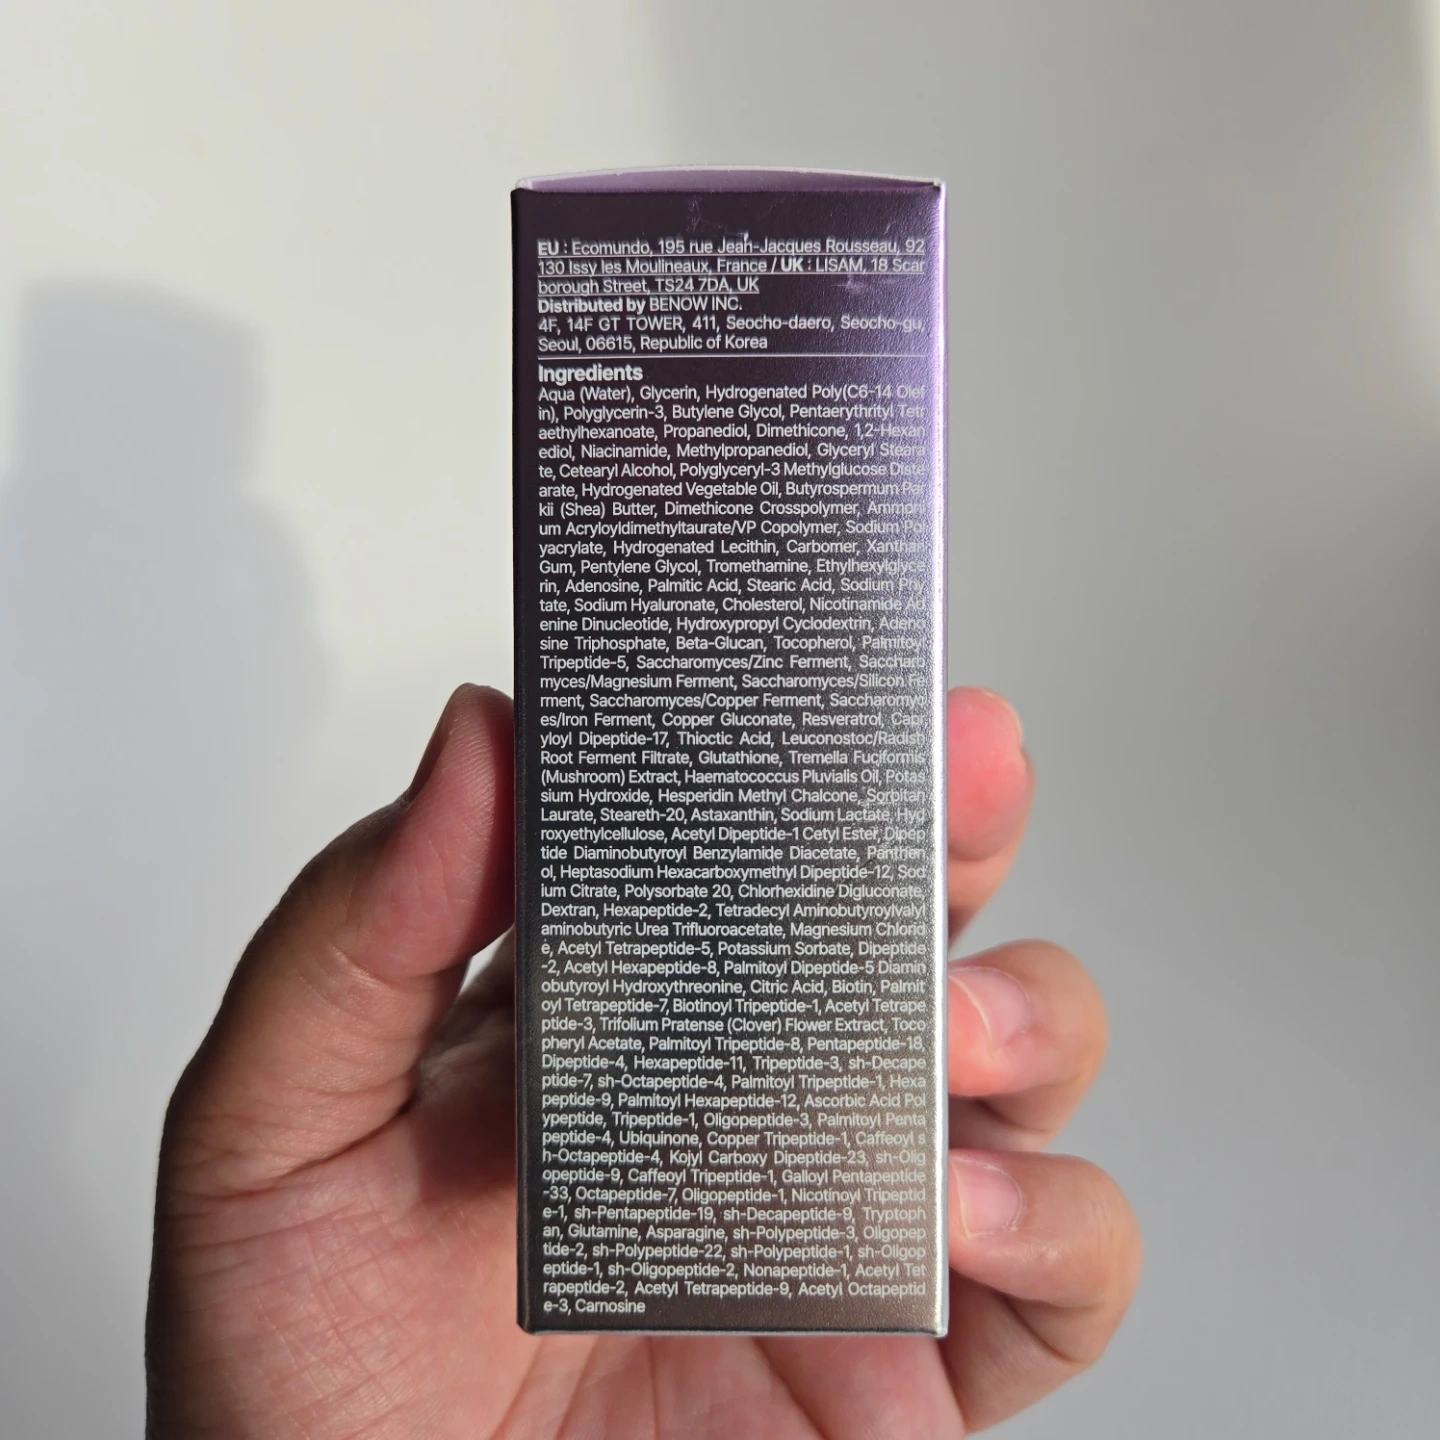 EU : Ecomundo, 195 rue Jean-Jacques Rousseau, 92
130 Issy les Moulineaux, France / UK : LISAM, 18 Scar
borough Street, TS24 7DA, UK
Distributed by BENOW INC.
4F, 14F GT TOWER, 411, Seocho-daero, Seocho-gu,
Seoul, 06615, Republic of Korea
Ingredients
Aqua (Water), Glycerin, Hydrogenated Poly(C6-14 Olef
in), Polyglycerin-3, Butylene Glycol, Pentaerythrityl Tetr
aethylhexanoate, Propanediol, Dimethicone, 1,2-Hexan
ediol, Niacinamide, Methylpropanediol, Glyceryl Steara
te, Cetearyl Alcohol, Polyglyceryl-3 Methylglucose Diste
arate, Hydrogenated Vegetable Oil, Butyrospermum Par
kii (Shea) Butter, Dimethicone Crosspolymer, Ammoni
um Acryloyldimethyltaurate/VP Copolymer, Sodium Pol
yacrylate, Hydrogenated Lecithin, Carbomer, Xanthan
Gum, Pentylene Glycol, Tromethamine, Ethylhexylglyce
rin, Adenosine, Palmitic Acid, Stearic Acid, Sodium Phy
tate, Sodium Hyaluronate, Cholesterol, Nicotinamide Ad
enine Dinucleotide, Hydroxypropyl Cyclodextrin, Adeno
sine Triphosphate, Beta-Glucan, Tocopherol, Palmitoyl
Tripeptide-5, Saccharomyces/Zinc Ferment, Saccharo
myces/Magnesium Ferment, Saccharomyces/Silicon Fe
rment, Saccharomyces/Copper Ferment, Saccharomyc
es/Iron Ferment, Copper Gluconate, Resveratrol, Capr
yloyl Dipeptide-17, Thioctic Acid, Leuconostoc/Radish
Root Ferment Filtrate, Glutathione, Tremella Fuciformis
(Mushroom) Extract, Haematococcus Pluvialis Oil, Potas
sium Hydroxide, Hesperidin Methyl Chalcone, Sorbitan
Laurate, Steareth-20, Astaxanthin, Sodium Lactate, Hyd
roxyethylcellulose, Acetyl Dipeptide-1 Cetyl Ester, Dipep
tide Diaminobutyroyl Benzylamide Diacetate, Panthen
ol, Heptasodium Hexacarboxymethyl Dipeptide-12, Sod
ium Citrate, Polysorbate 20, Chlorhexidine Digluconate,
Dextran, Hexapeptide-2, Tetradecyl Aminobutyroylvalyl
aminobutyric Urea Trifluoroacetate, Magnesium Chlorid
e, Acetyl Tetrapeptide-5, Potassium Sorbate, Dipeptide
-2, Acetyl Hexapeptide-8, Palmitoyl Dipeptide-5 Diamin
obutyroyl Hydroxythreonine, Citric Acid, Biotin, Palmit
oyl Tetrapeptide-7, Biotinoyl Tripeptide-1, Acetyl Tetrape
ptide-3, Trifolium Pratense (Clover) Flower Extract, Toco
pheryl Acetate, Palmitoyl Tripeptide-8, Pentapeptide-18,
Dipeptide-4, Hexapeptide-11, Tripeptide-3, sh-Decape
ptide-7, sh-Octapeptide-4, Palmitoyl Tripeptide-1, Hexa
peptide-9, Palmitoyl Hexapeptide-12, Ascorbic Acid Pol
ypeptide, Tripeptide-1, Oligopeptide-3, Palmitoyl Penta
peptide-4, Ubiquinone, Copper Tripeptide-1, Caffeoyl s
h-Octapeptide-4, Kojyl Carboxy Dipeptide-23, sh-Olig
opeptide-9, Caffeoyl Tripeptide-1, Galloyl Pentapeptide
-33, Octapeptide-7, Oligopeptide-1, Nicotinoyl Tripeptid
e-1, sh-Pentapeptide-19, sh-Decapeptide-9, Tryptoph
an, Glutamine, Asparagine, sh-Polypeptide-3, Oligopep
tide-2, sh-Polypeptide-22, sh-Polypeptide-1, sh-Oligop
eptide-1, sh-Oligopeptide-2, Nonapeptide-1, Acetyl Tet
rapeptide-2, Acetyl Tetrapeptide-9, Acetyl Octapeptid
e-3, Carnosine